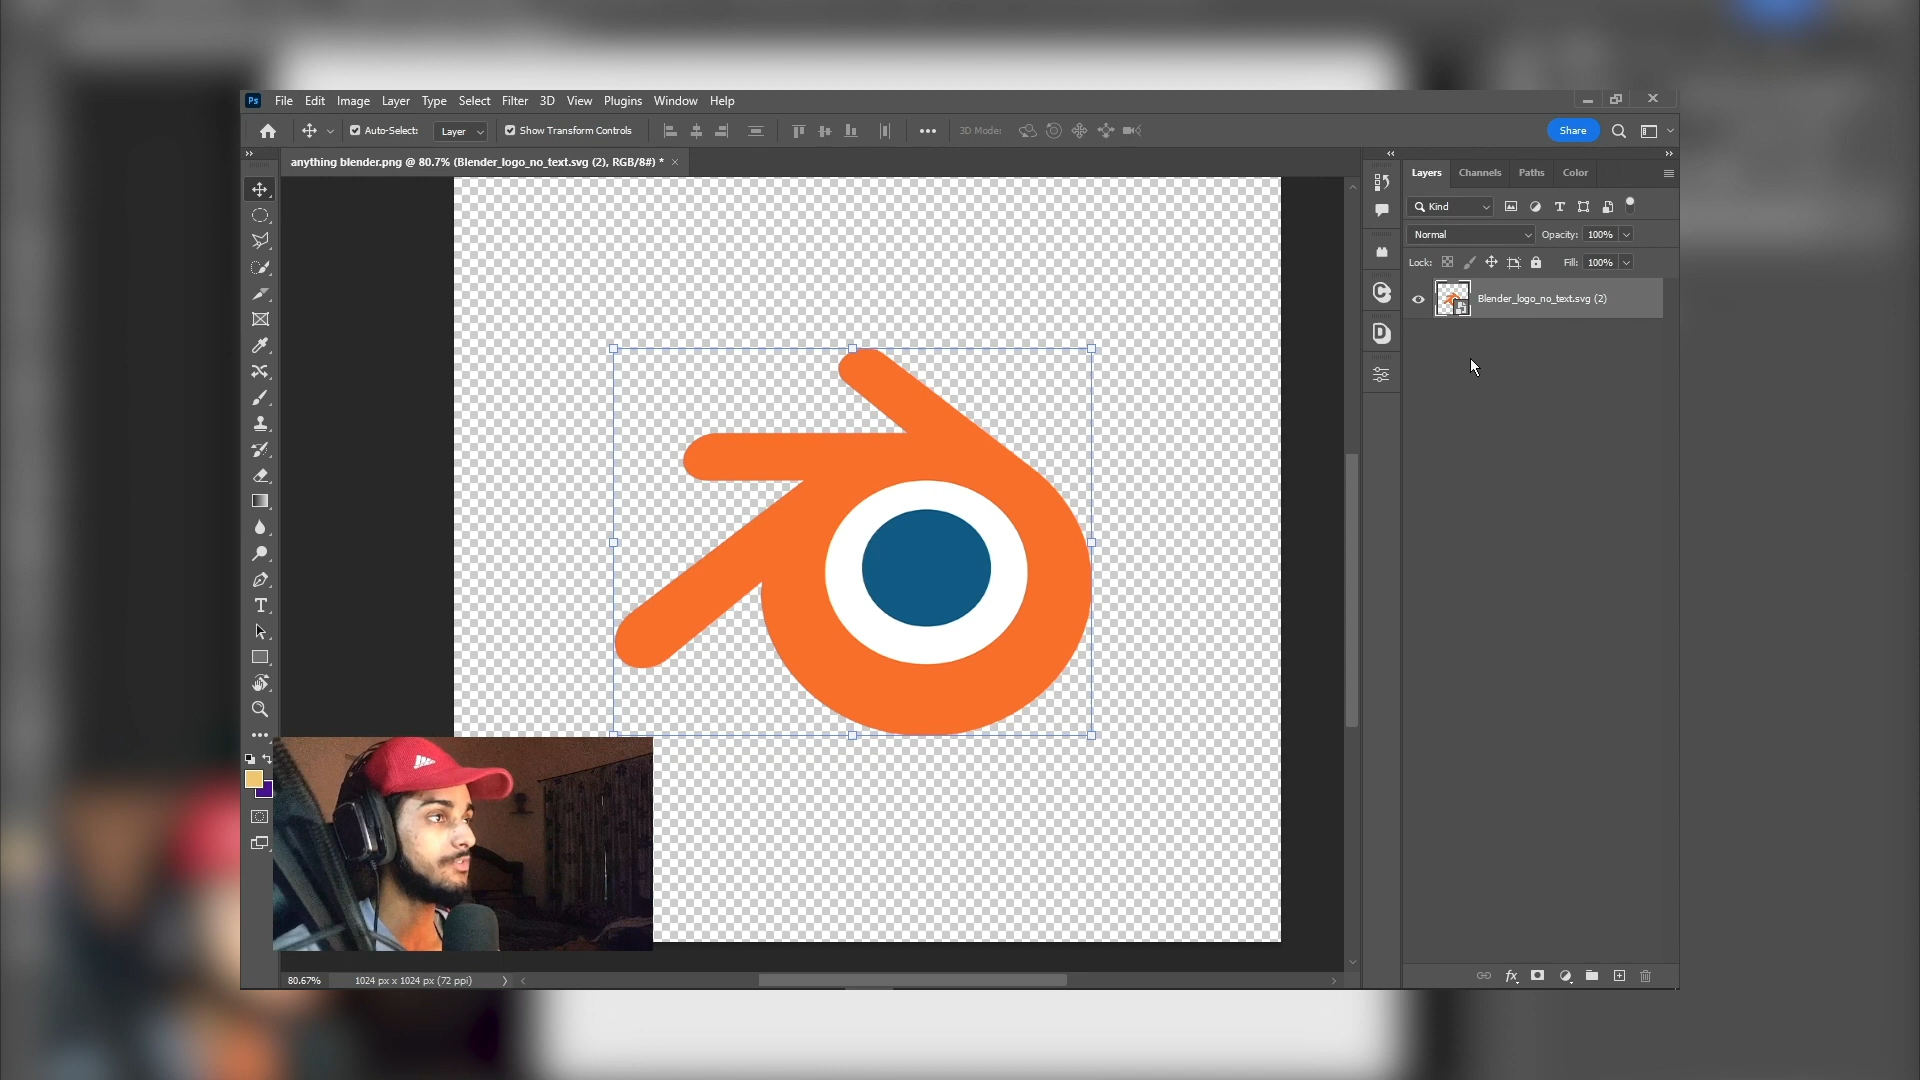 Ps File Edit Image Layer Type Select Filter 3D View Plugins Window Help
Auto-Select: Layer Show Transform Controls 3D Mode: Share
anything blender.png @ 80.7% (Blender_logo_no_text.svg (2), RGB/8#) *
Layers Channels Paths Color
Kind
Normal Opacity: 100%
Lock: Fill: 100%
Blender_logo_no_text.svg (2)
80.67% 1024 px x 1024 px (72 ppi)